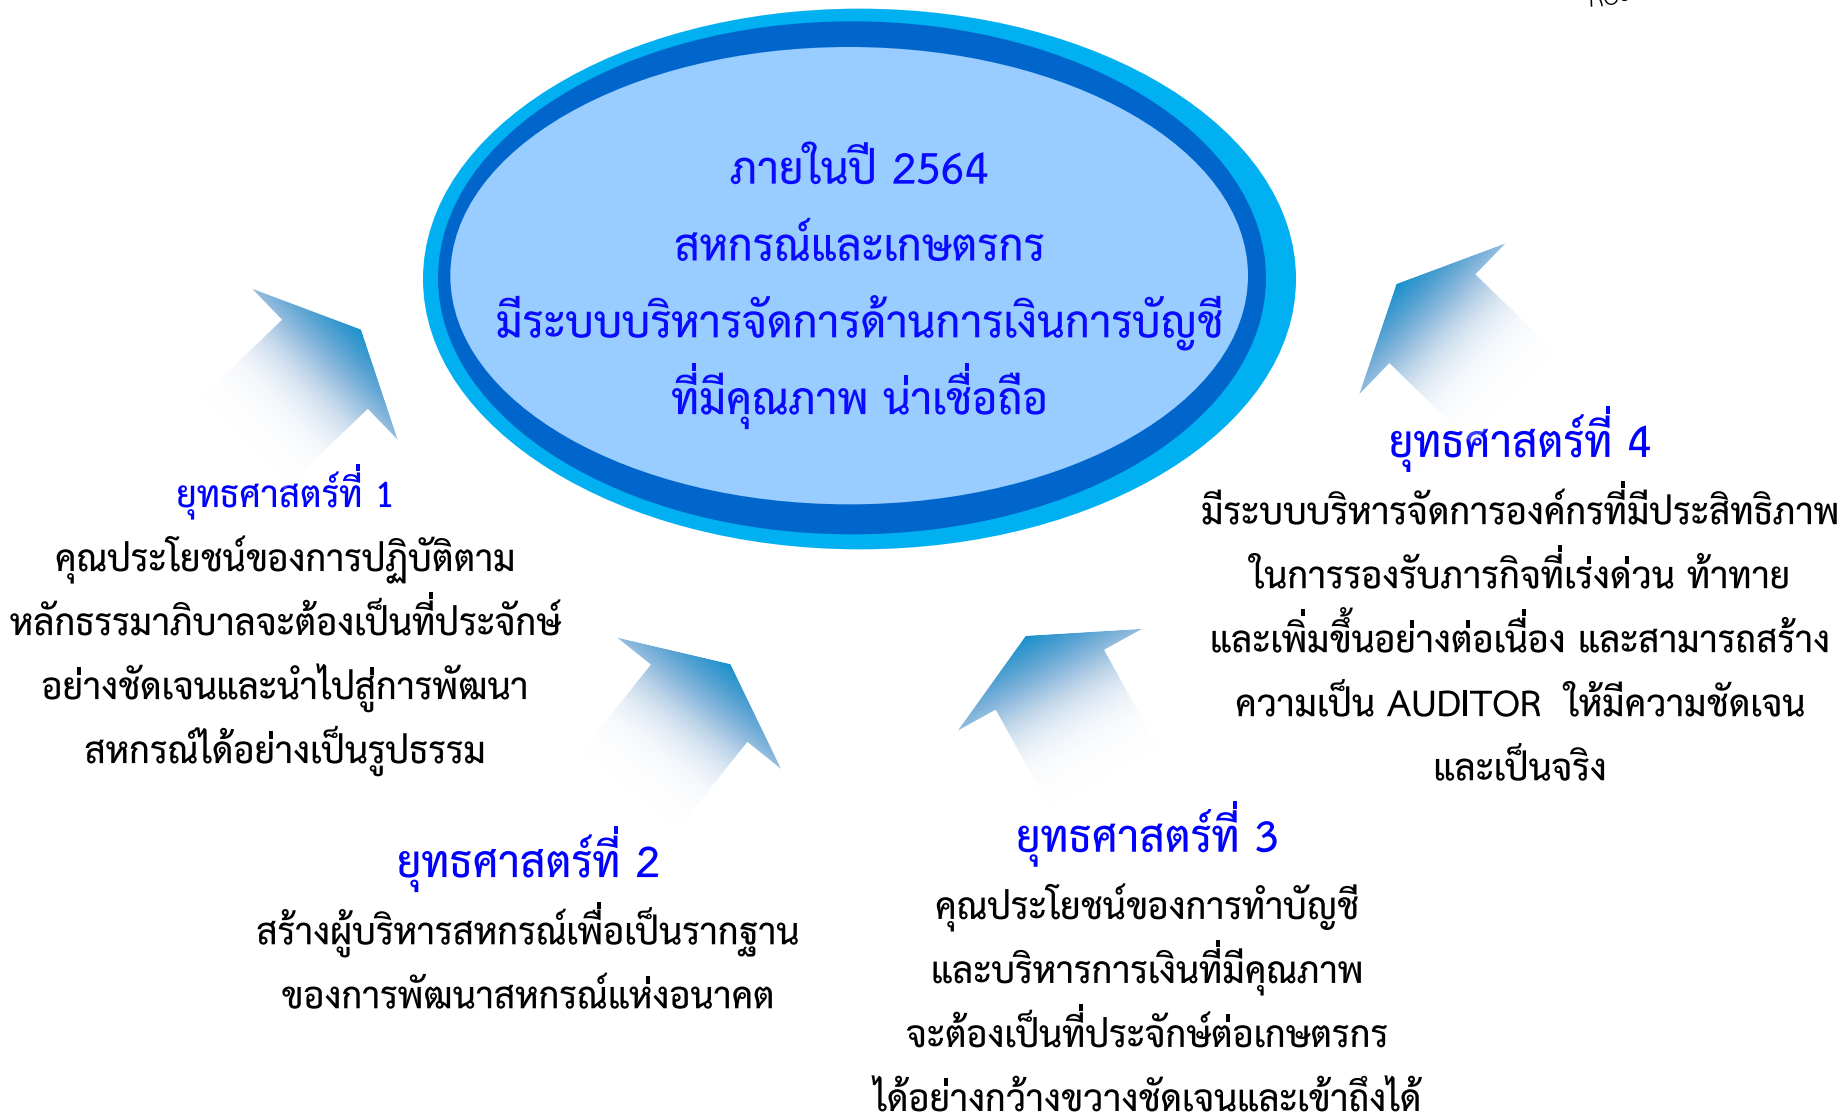 ภายในปี 2564
สหกรณ์และเกษตรกร
มีระบบบริหารจัดการด้านการเงินการบัญชี
ที่มีคุณภาพ น่าเชื่อถือ
ยุทธศาสตร์ที่ 1
คุณประโยชน์ของการปฏิบัติตาม
หลักธรรมาภิบาลจะต้องเป็นที่ประจักษ์
อย่างชัดเจนและนำไปสู่การพัฒนา
สหกรณ์ได้อย่างเป็นรูปธรรม
ยุทธศาสตร์ที่ 2
สร้างผู้บริหารสหกรณ์เพื่อเป็นรากฐาน
ของการพัฒนาสหกรณ์แห่งอนาคต
ยุทธศาสตร์ที่ 3
คุณประโยชน์ของการทำบัญชี
และบริหารการเงินที่มีคุณภาพ
จะต้องเป็นที่ประจักษ์ต่อเกษตรกร
ได้อย่างกว้างขวางชัดเจนและเข้าถึงได้
ยุทธศาสตร์ที่ 4
มีระบบบริหารจัดการองค์กรที่มีประสิทธิภาพ
ในการรองรับภารกิจที่เร่งด่วน ท้าทาย
และเพิ่มขึ้นอย่างต่อเนื่อง และสามารถสร้าง
ความเป็น AUDITOR ให้มีความชัดเจน
และเป็นจริง